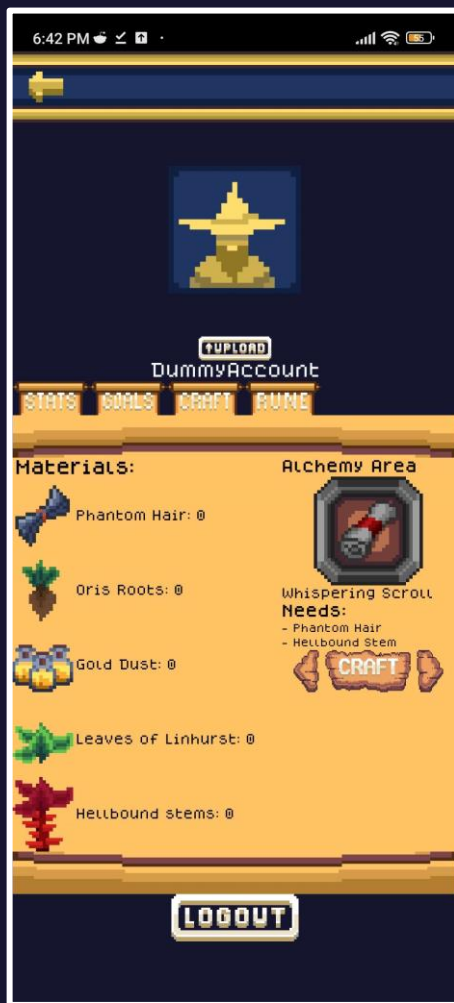 6:42 PM
55
UPLOAD
DummyAccount
STATS GOALS CRAFT RUNE
Materials:
Phantom Hair: 0
Oris Roots: 0
Gold Dust: 0
Leaves of Linhurst: 0
Hellbound stems: 0
Alchemy Area
Whispering Scroll
Needs:
- Phantom Hair
- Hellbound Stem
CRAFT
LOGOUT